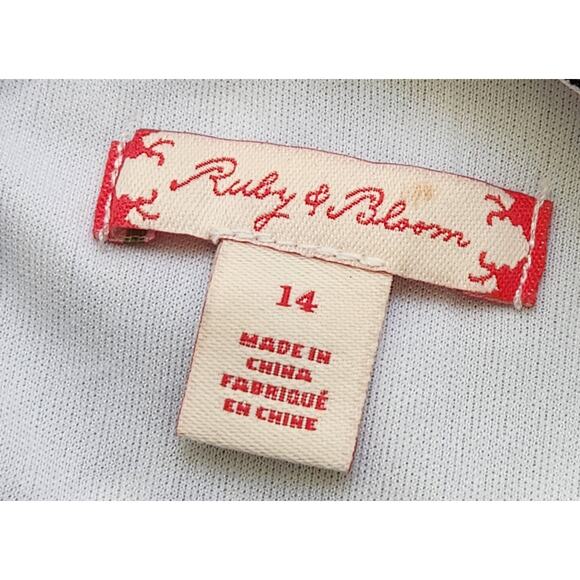 Ruby & Bloom
14
MADE IN
CHINA
FABRIQUÉ
EN CHINE